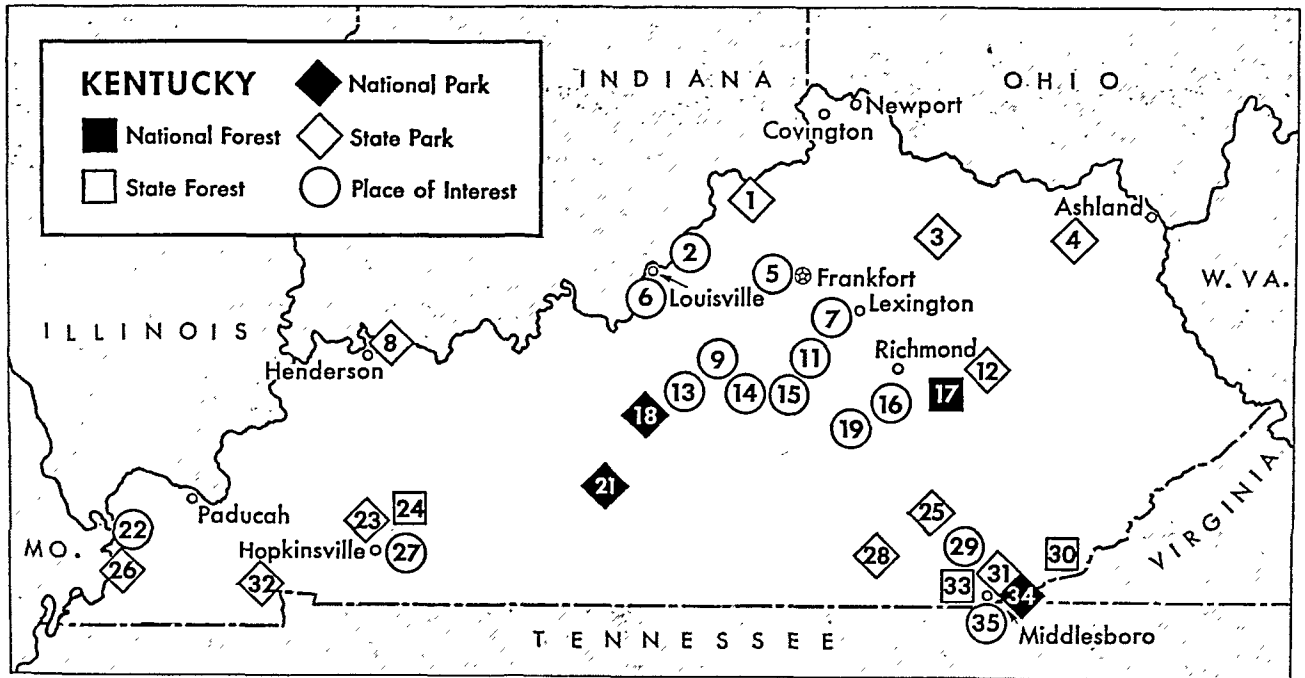 INDIANA
OHIO
KENTUCKY
National Park
National Forest
State Park
State Forest
Place of Interest
Newport
Covington
1
Ashland
3
4
2
5
Frankfort
W. VA.
6
Louisville
Lexington
7
ILLINOIS
8
Henderson
9
11
Richmond
12
13
14
15
16
17
18
19
21
Paducah
22
23
24
25
VIRGINIA
MO.
Hopkinsville
27
26
28
29
30
31
32
33
34
35
Middlesboro
TENNESSEE